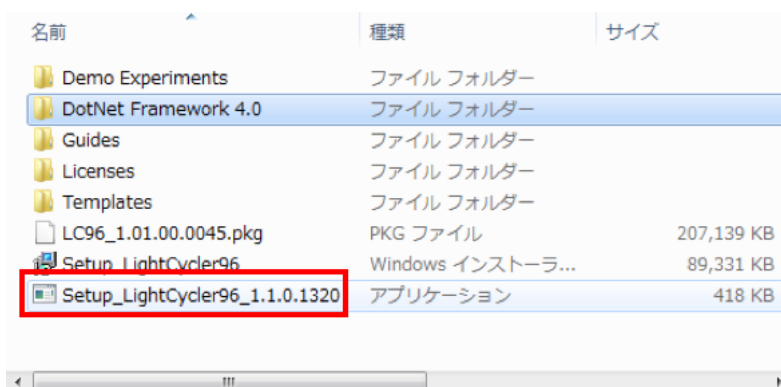 名前 種類 サイズ
Demo Experiments ファイル フォルダー
DotNet Framework 4.0 ファイル フォルダー
Guides ファイル フォルダー
Licenses ファイル フォルダー
Templates ファイル フォルダー
LC96_1.01.00.0045.pkg PKG ファイル 207,139 KB
Setup_LightCycler96 Windows インストーラ... 89,331 KB
Setup_LightCycler96_1.1.0.1320 アプリケーション 418 KB